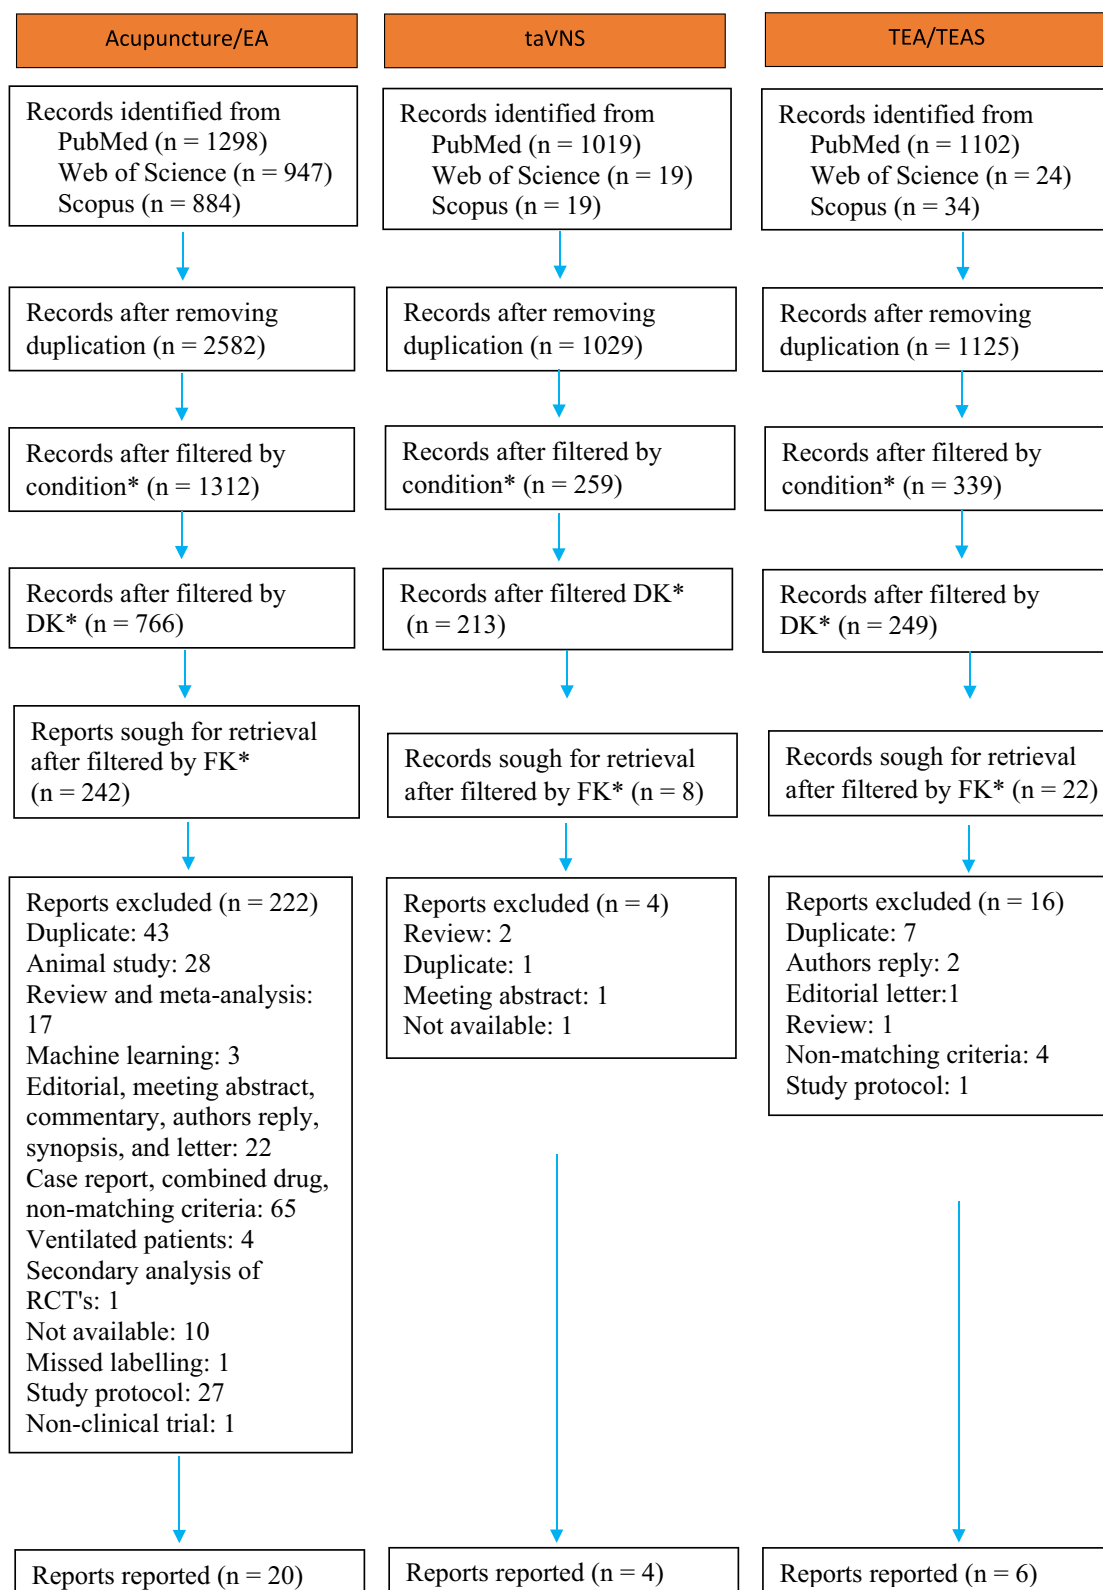 Acupuncture/EA
Records identified from
PubMed (n = 1298)
Web of Science (n = 947)
Scopus (n = 884)
Records after removing
duplication (n = 2582)
Records after filtered by
condition* (n = 1312)
Records after filtered by
DK* (n = 766)
Reports sough for retrieval
after filtered by FK*
(n = 242)
Reports excluded (n = 222)
Duplicate: 43
Animal study: 28
Review and meta-analysis:
17
Machine learning: 3
Editorial, meeting abstract,
commentary, authors reply,
synopsis, and letter: 22
Case report, combined drug,
non-matching criteria: 65
Ventilated patients: 4
Secondary analysis of
RCT's: 1
Not available: 10
Missed labelling: 1
Study protocol: 27
Non-clinical trial: 1
Reports reported (n = 20)
taVNS
Records identified from
PubMed (n = 1019)
Web of Science (n = 19)
Scopus (n = 19)
Records after removing
duplication (n = 1029)
Records after filtered by
condition* (n = 259)
Records after filtered DK*
(n = 213)
Records sough for retrieval
after filtered by FK* (n = 8)
Reports excluded (n = 4)
Review: 2
Duplicate: 1
Meeting abstract: 1
Not available: 1
Reports reported (n = 4)
TEA/TEAS
Records identified from
PubMed (n = 1102)
Web of Science (n = 24)
Scopus (n = 34)
Records after removing
duplication (n = 1125)
Records after filtered by
condition* (n = 339)
Records after filtered by
DK* (n = 249)
Records sough for retrieval
after filtered by FK* (n = 22)
Reports excluded (n = 16)
Duplicate: 7
Authors reply: 2
Editorial letter:1
Review: 1
Non-matching criteria: 4
Study protocol: 1
Reports reported (n = 6)